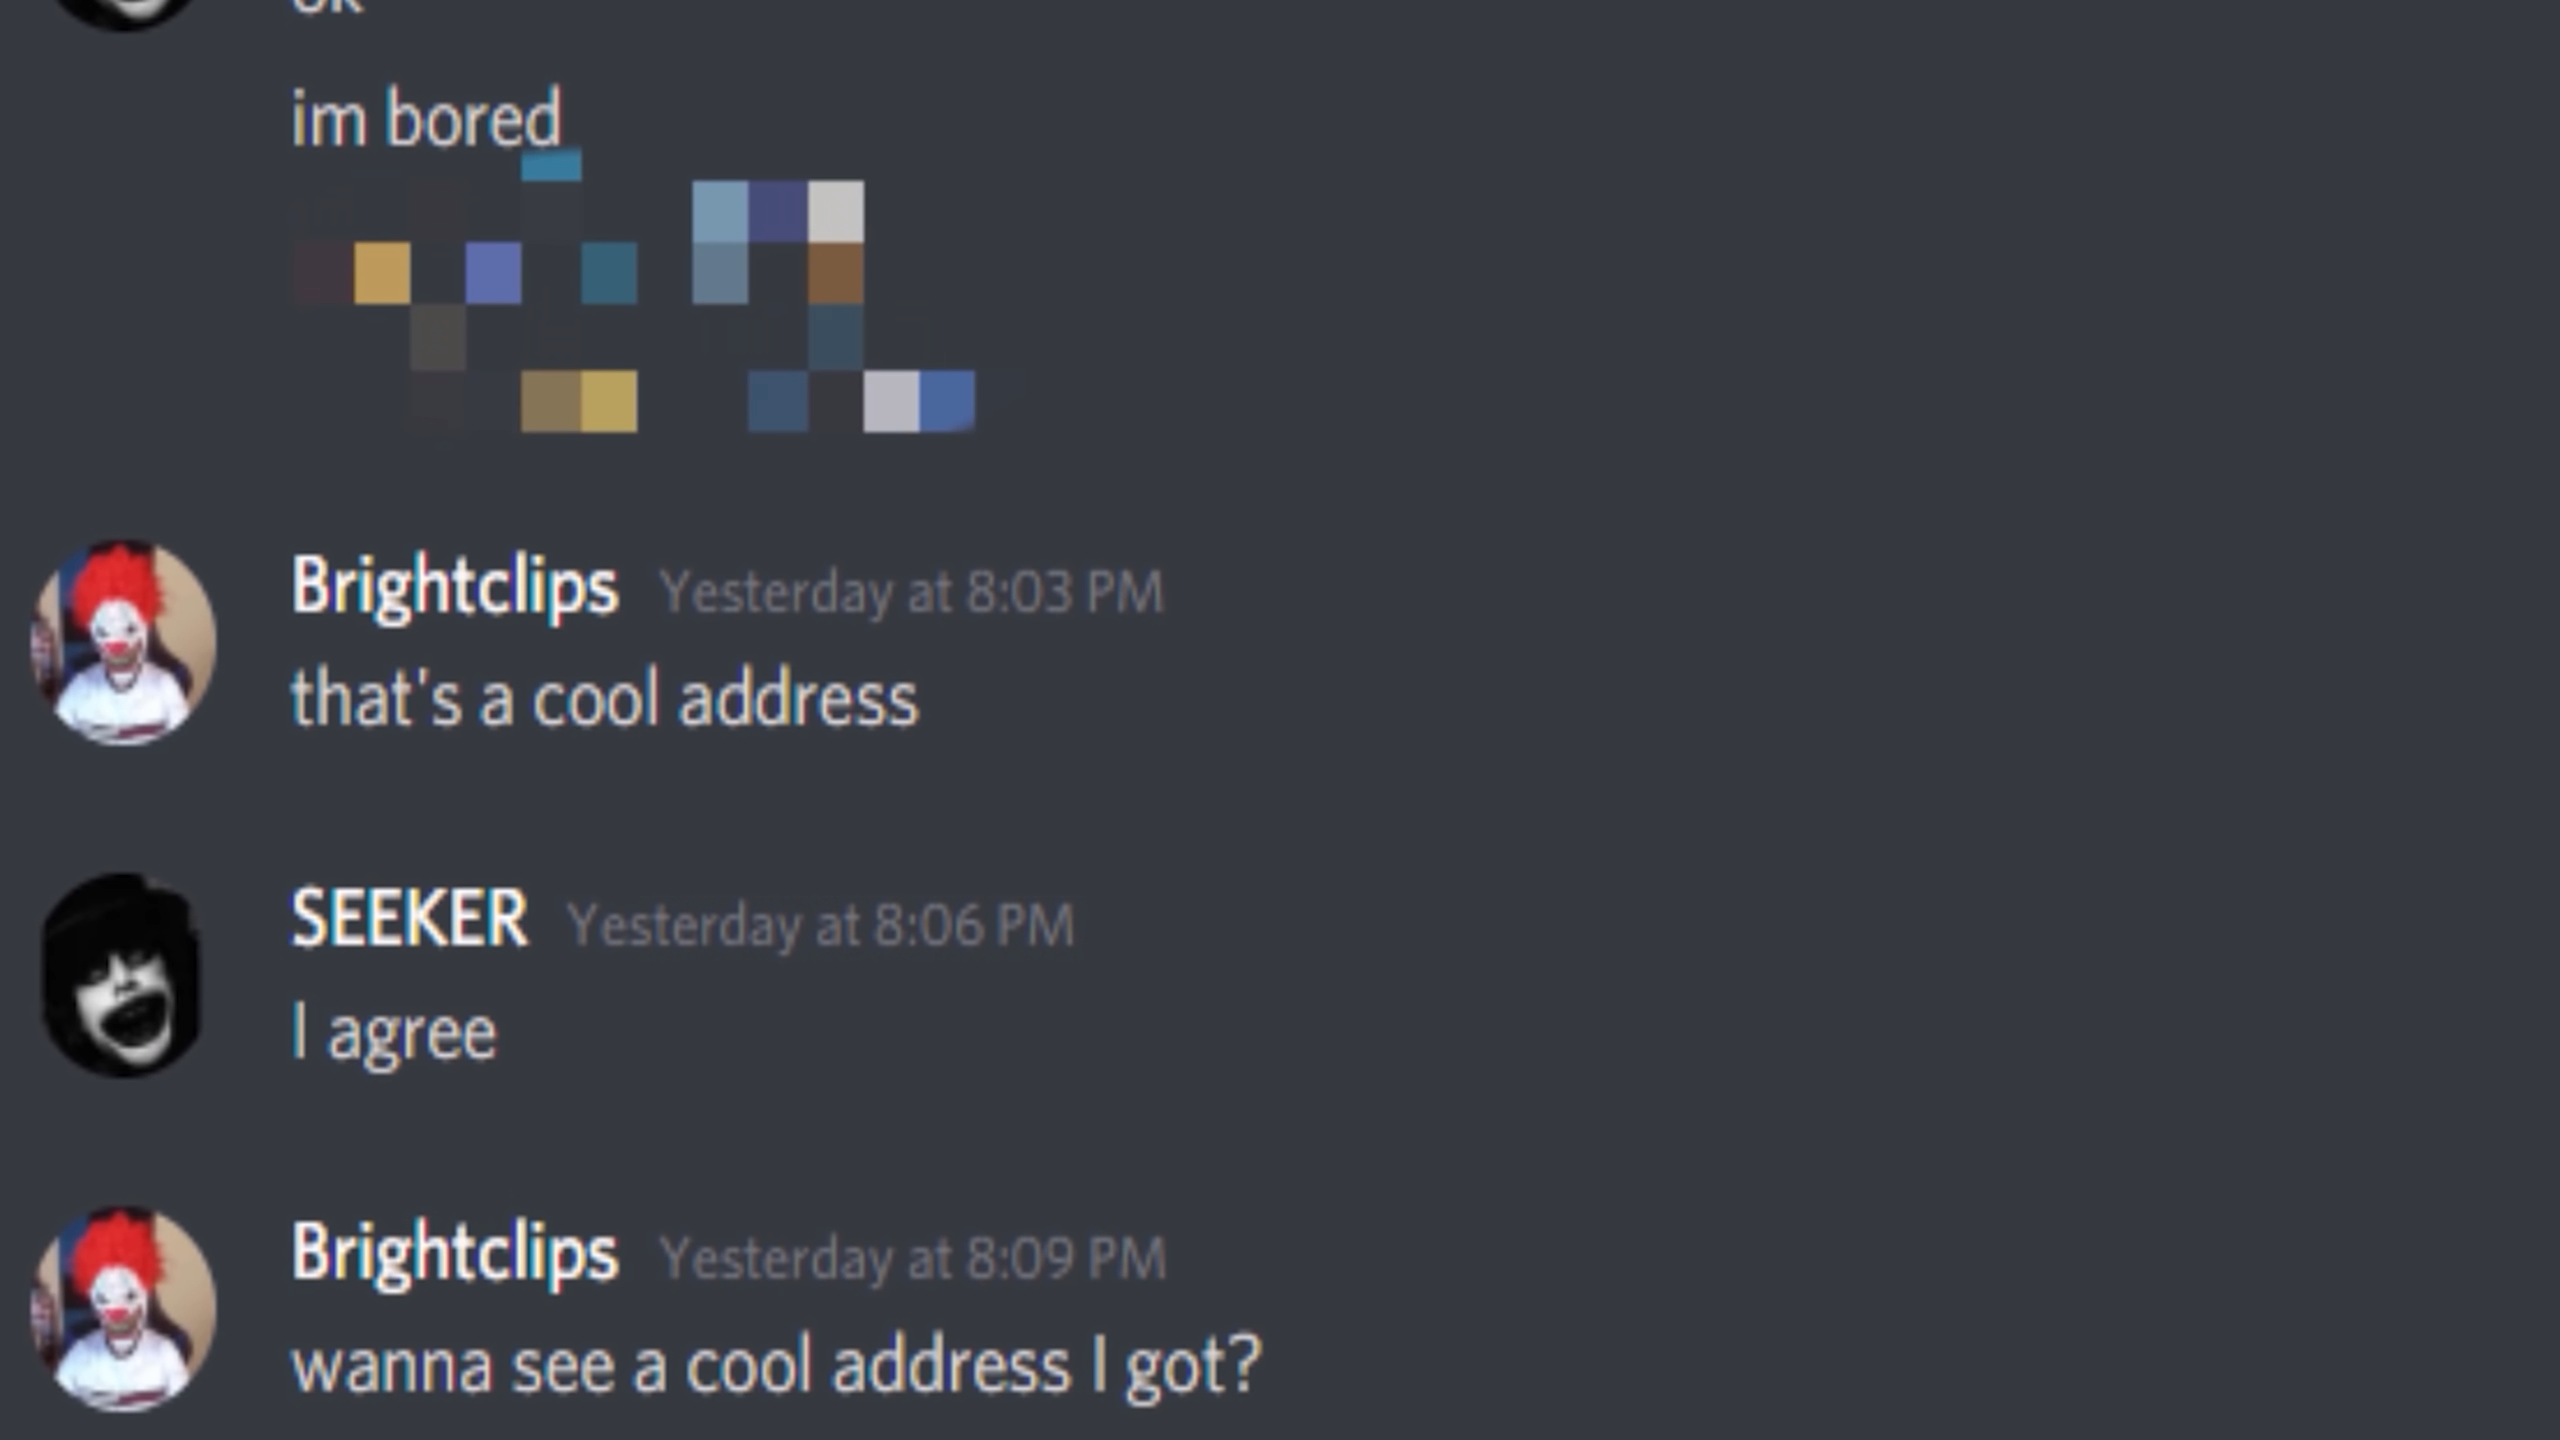 ok
im bored
Brightclips Yesterday at 8:03 PM
that's a cool address
SEEKER Yesterday at 8:06 PM
I agree
Brightclips Yesterday at 8:09 PM
wanna see a cool address I got?